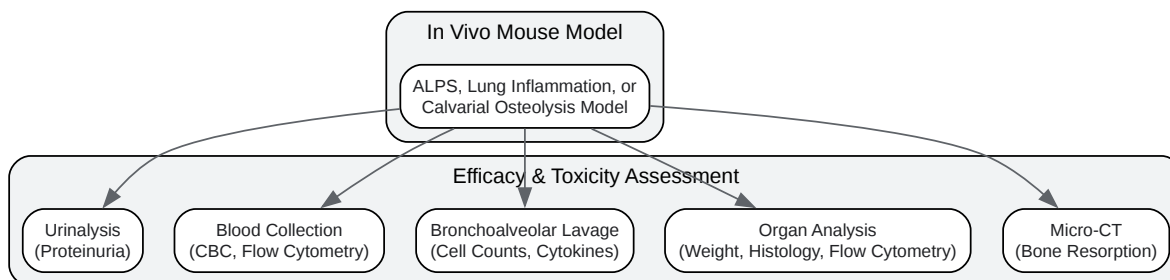 In Vivo Mouse Model
ALPS, Lung Inflammation, or
Calvarial Osteolysis Model
Efficacy & Toxicity Assessment
Urinalysis
(Proteinuria)
Blood Collection
(CBC, Flow Cytometry)
Bronchoalveolar Lavage
(Cell Counts, Cytokines)
Organ Analysis
(Weight, Histology, Flow Cytometry)
Micro-CT
(Bone Resorption)